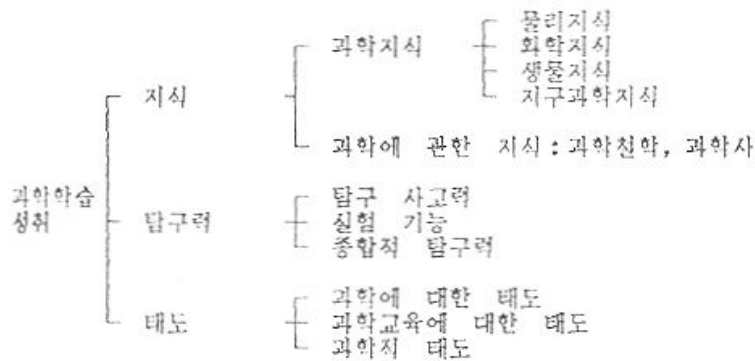 물리지식
과학지식 화학지식
생물지식
지식 지구과학지식
과학에 관한 지식 : 과학철학, 과학사
과학학습
성취
탐구력
탐구 사고력
실험 기능
종합적 탐구력
태도
과학에 대한 태도
과학교육에 대한 태도
과학적 태도